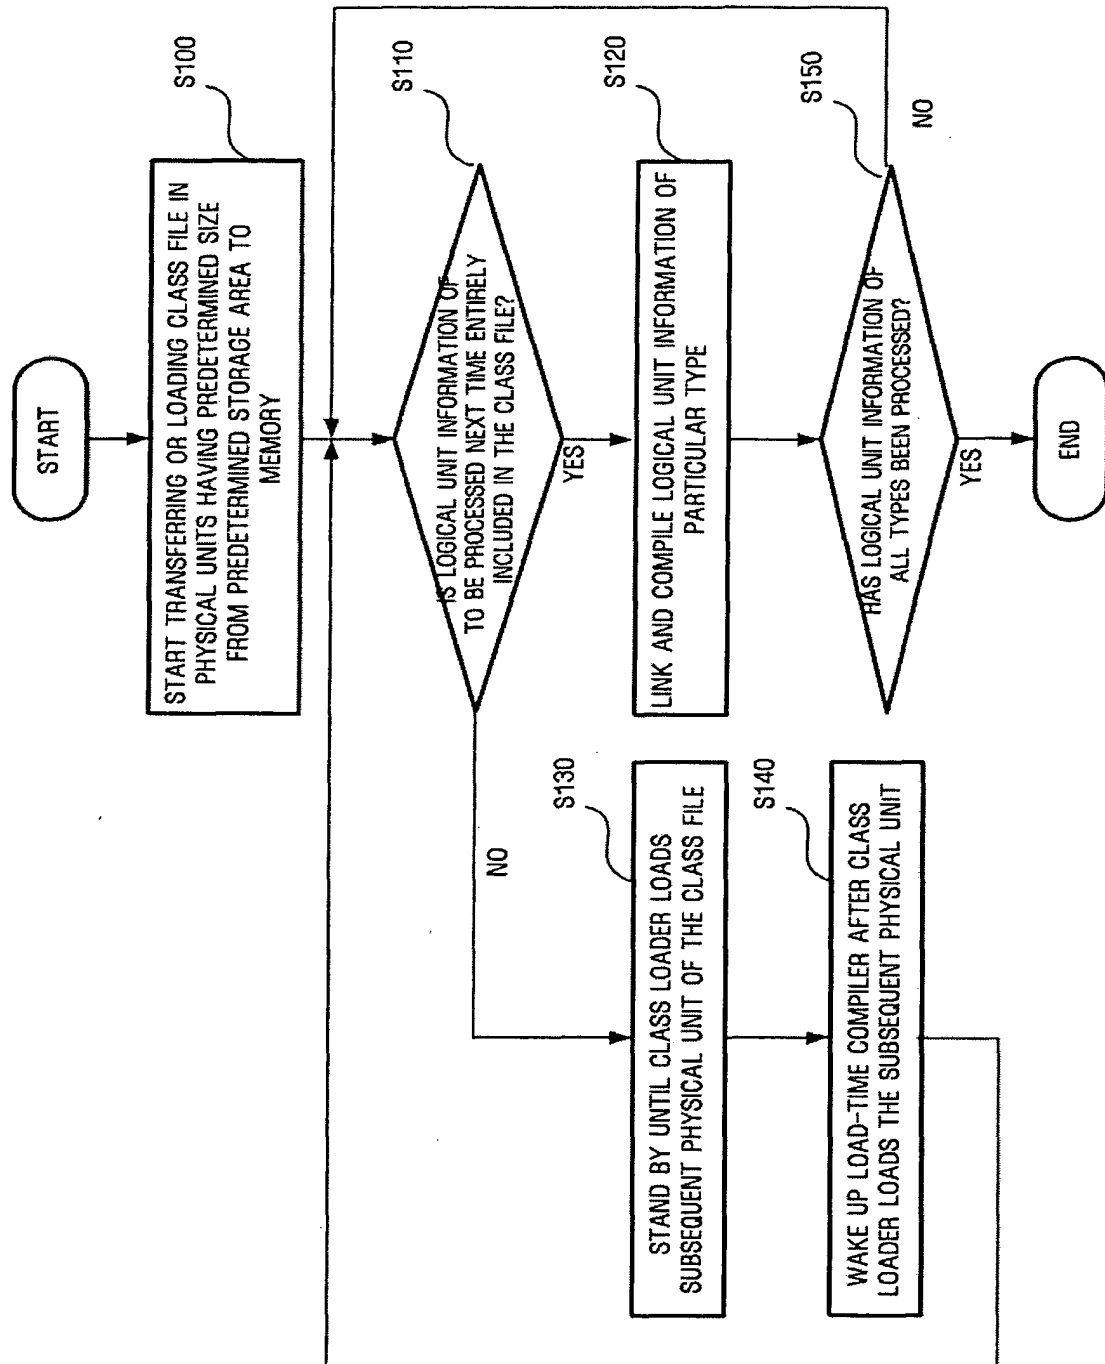 START
S100
START TRANSFERRING OR LOADING CLASS FILE IN
PHYSICAL UNITS HAVING PREDETERMINED SIZE
FROM PREDETERMINED STORAGE AREA TO
MEMORY
S110
IS LOGICAL UNIT INFORMATION OF
TO BE PROCESSED NEXT TIME ENTIRELY
INCLUDED IN THE CLASS FILE?
YES
NO
S120
LINK AND COMPILE LOGICAL UNIT INFORMATION OF
PARTICULAR TYPE
S130
STAND BY UNTIL CLASS LOADER LOADS
SUBSEQUENT PHYSICAL UNIT OF THE CLASS FILE
S140
WAKE UP LOAD-TIME COMPILER AFTER CLASS
LOADER LOADS THE SUBSEQUENT PHYSICAL UNIT
S150
HAS LOGICAL UNIT INFORMATION OF
ALL TYPES BEEN PROCESSED?
NO
YES
END